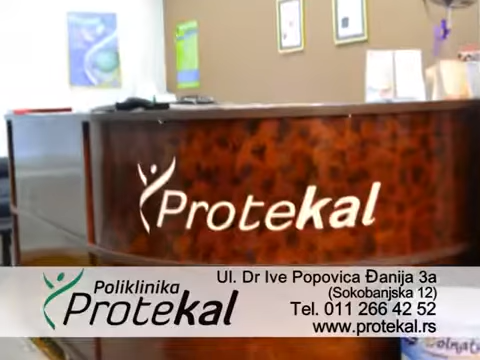 Protekal
Poliklinika
Protekal
Ul. Dr Ive Popovica Đanija 3a
(Sokobanjska 12)
Tel. 011 266 42 52
www.protekal.rs